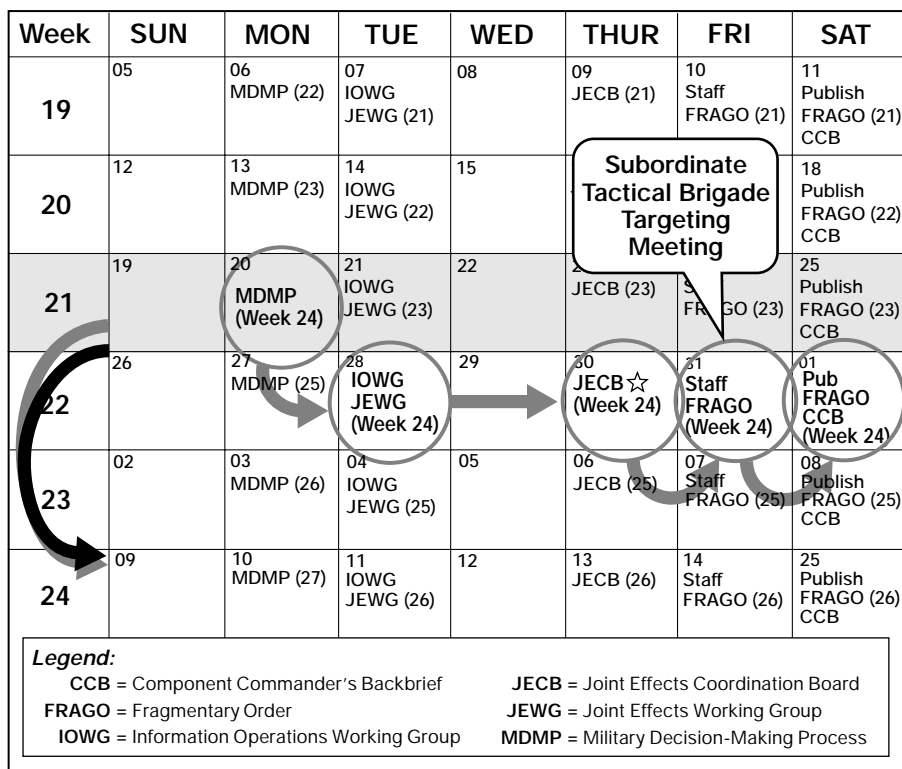 Week
SUN
MON
TUE
WED
THUR
FRI
SAT
19
05
06
MDMP (22)
07
IOWG
JEWG (21)
08
09
JECB (21)
10
Staff
FRAGO (21)
11
Publish
FRAGO (21)
CCB
Subordinate
Tactical Brigade
Targeting
Meeting
20
12
13
MDMP (23)
14
IOWG
JEWG (22)
15
18
Publish
FRAGO (22)
CCB
21
19
20
MDMP
(Week 24)
21
IOWG
JEWG (23)
22
JECB (23)
FRAGO (23)
25
Publish
FRAGO (23)
CCB
22
26
27
MDMP (25)
28
IOWG
JEWG
(Week 24)
29
30
JECB ☆
(Week 24)
31
Staff
FRAGO
(Week 24)
01
Pub
FRAGO
CCB
(Week 24)
23
02
03
MDMP (26)
04
IOWG
JEWG (25)
05
06
JECB (25)
07
Staff
FRAGO (25)
08
Publish
FRAGO (25)
CCB
24
09
10
MDMP (27)
11
IOWG
JEWG (26)
12
13
JECB (26)
14
Staff
FRAGO (26)
25
Publish
FRAGO (26)
CCB
Legend:
CCB = Component Commander's Backbrief
FRAGO = Fragmentary Order
IOWG = Information Operations Working Group
JECB = Joint Effects Coordination Board
JEWG = Joint Effects Working Group
MDMP = Military Decision-Making Process